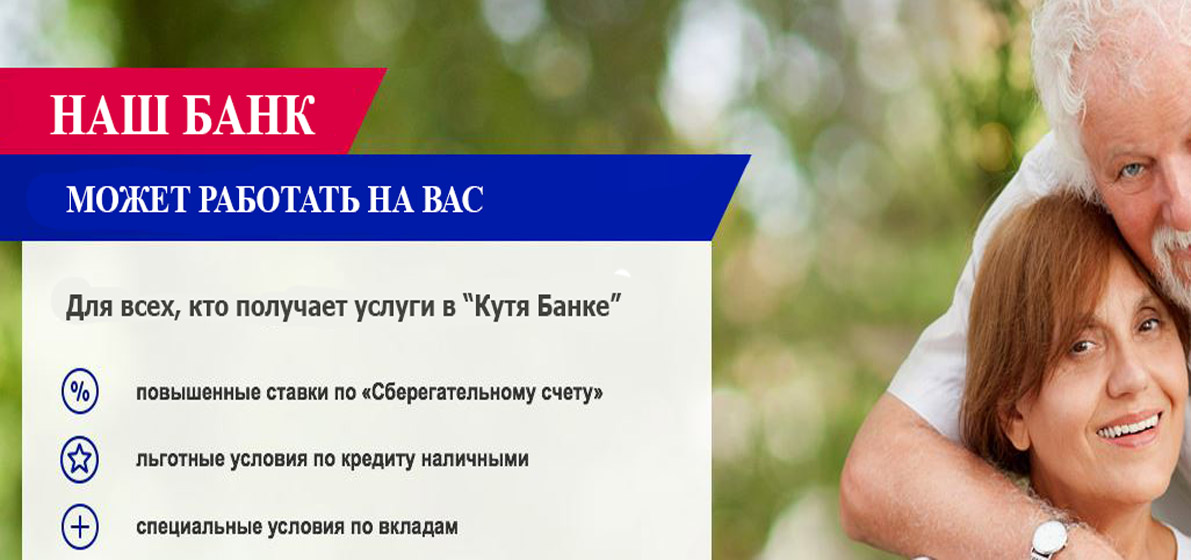 НАШ БАНК
МОЖЕТ РАБОТАТЬ НА ВАС
Для всех, кто получает услуги в “Кутя Банке”
%
повышенные ставки по «Сберегательному счету»
льготные условия по кредиту наличными
специальные условия по вкладам